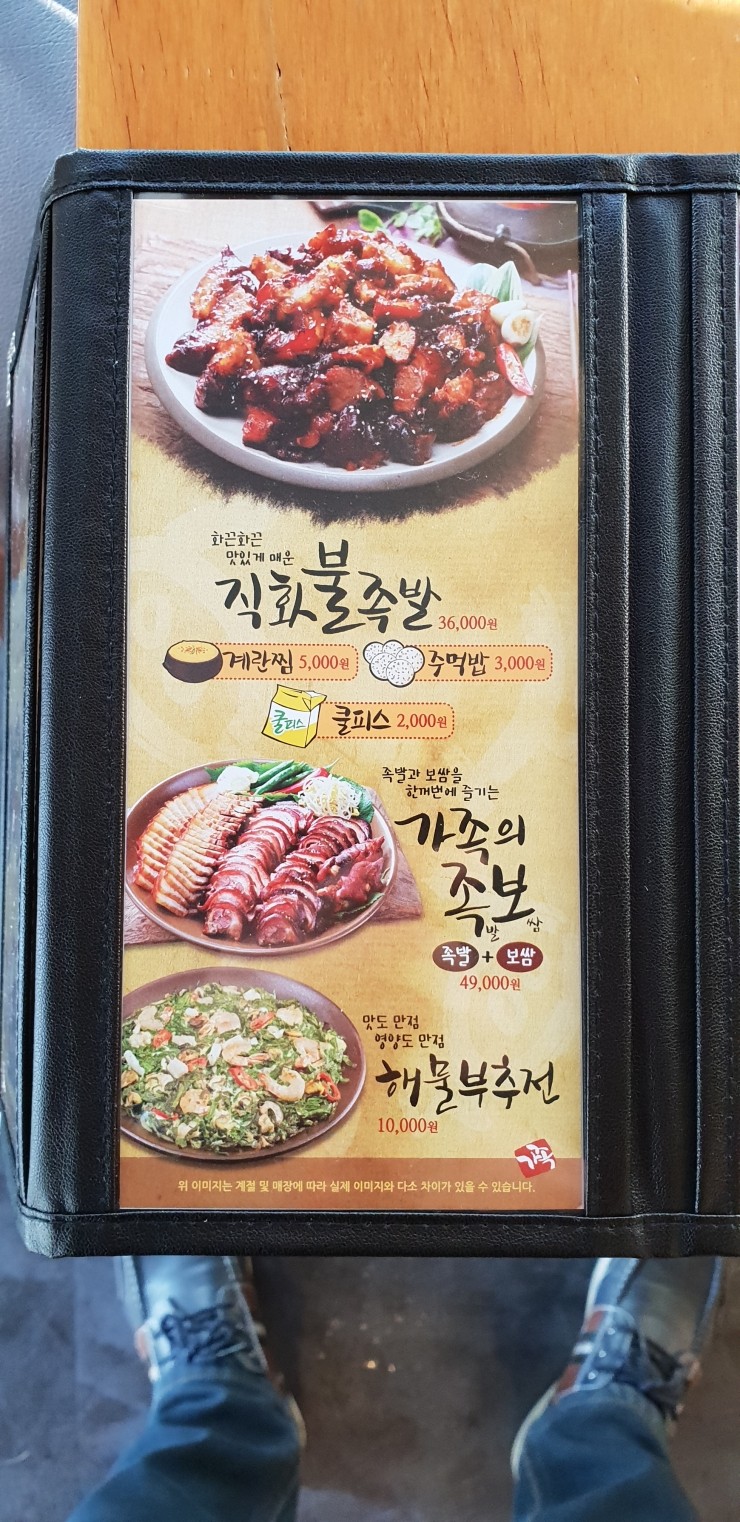 화끈화끈
맛있게 매운
직화불족발 36,000원
계란찜 5,000원
주먹밥 3,000원
쿨피스
쿨피스 2,000원
족발과 보쌈을
한꺼번에 즐기는
가족의
족발보쌈
족발 + 보쌈
49,000원
맛도 만점
영양도 만점
해물부추전
10,000원
가족
위 이미지는 계절 및 매장에 따라 실제 이미지와 다소 차이가 있을 수 있습니다.